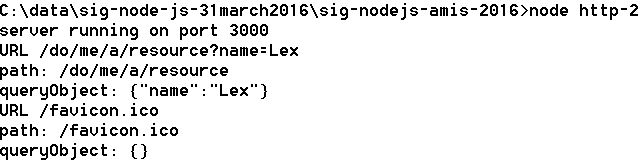 C:\data\sig-node-js-31march2016\sig-nodejs-amis-2016>node http-2
server running on port 3000
URL /do/me/a/resource?name=Lex
path: /do/me/a/resource
queryObject: {"name":"Lex"}
URL /favicon.ico
path: /favicon.ico
queryObject: {}